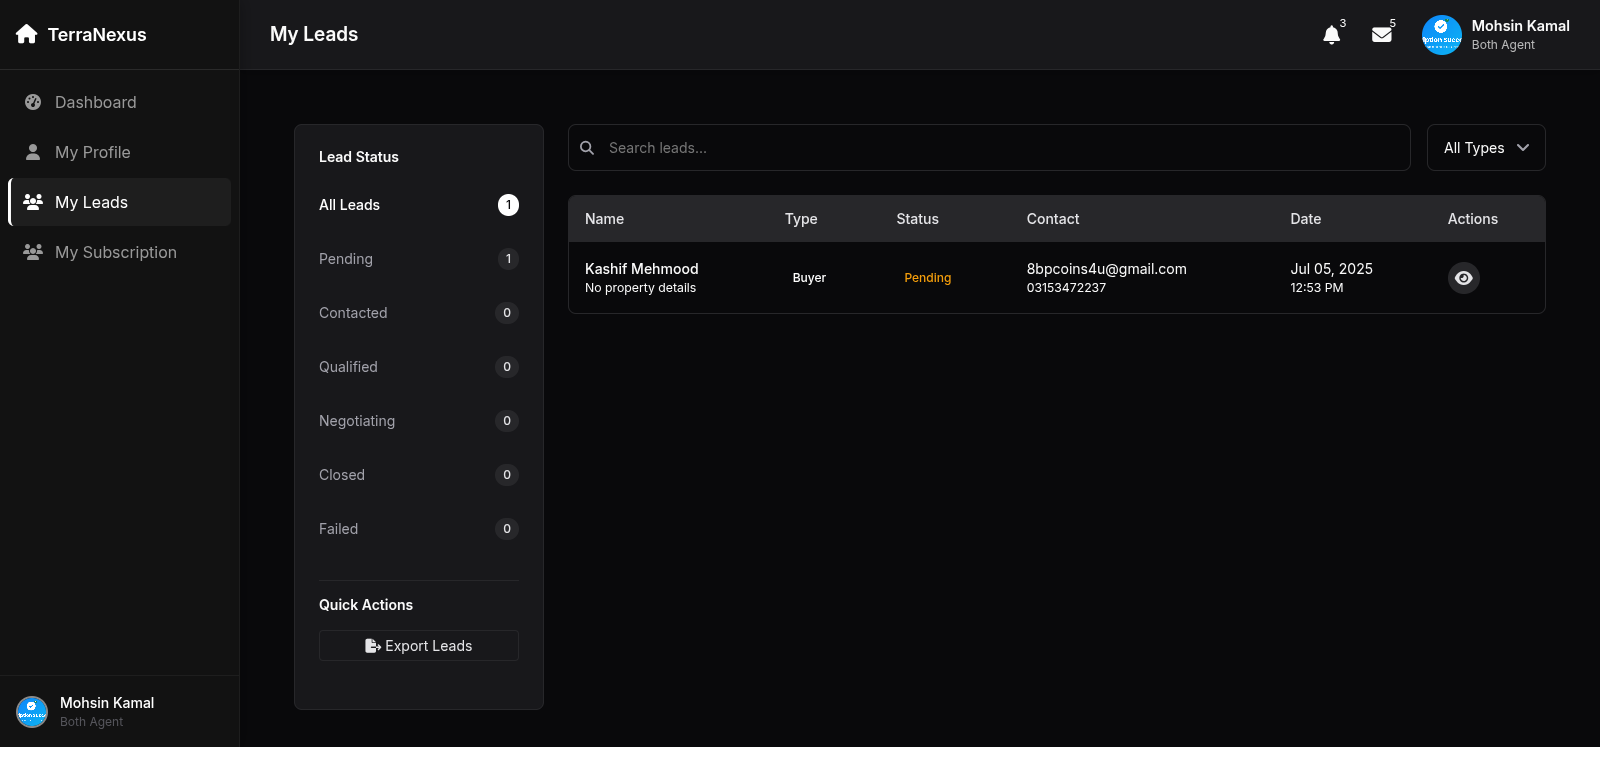 TerraNexus
My Leads
3
5
Mohsin Kamal
Both Agent
Dashboard
My Profile
My Leads
My Subscription
Mohsin Kamal
Both Agent
Lead Status
All Leads 1
Pending 1
Contacted 0
Qualified 0
Negotiating 0
Closed 0
Failed 0
Quick Actions
Export Leads
Search leads...
All Types
Name Type Status Contact Date Actions
Kashif Mehmood Buyer Pending 8bpcoins4u@gmail.com Jul 05, 2025
No property details 03153472237 12:53 PM